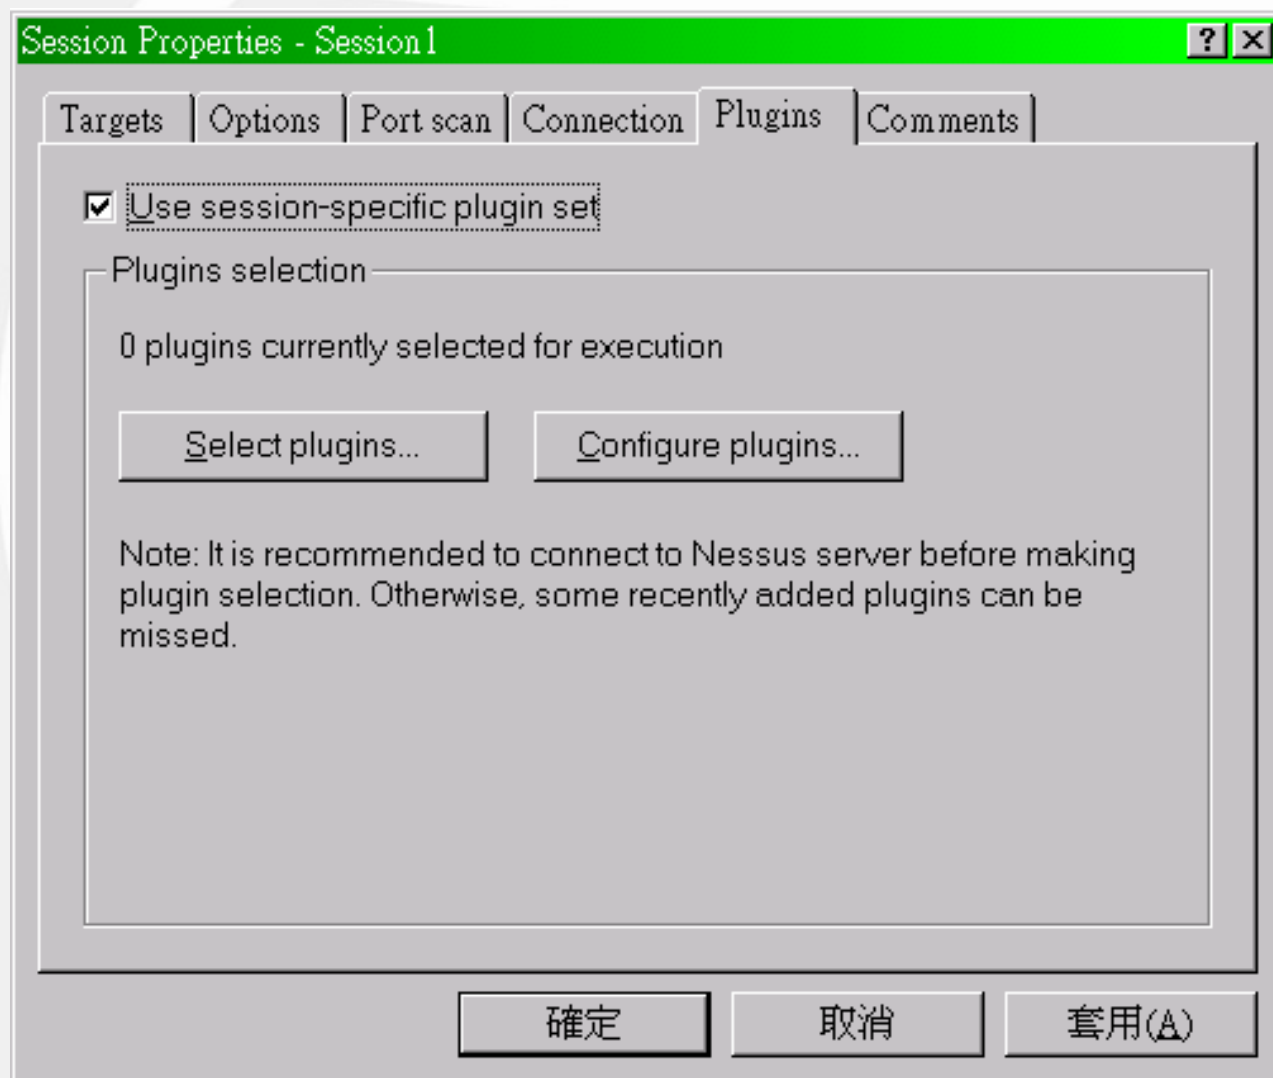 Session Properties - Session1
Targets Options Port scan Connection Plugins Comments
Use session-specific plugin set
Plugins selection
0 plugins currently selected for execution
Select plugins... Configure plugins...
Note: It is recommended to connect to Nessus server before making
plugin selection. Otherwise, some recently added plugins can be
missed.
確定 取消 套用(A)